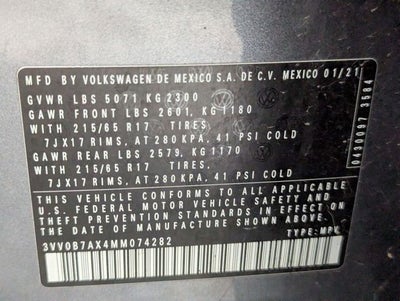 MFD BY VOLKSWAGEN DE MEXICO S.A. DE C.V. MEXICO 01/21
GVWR LBS 5071 KG 2300
GAWR FRONT LBS 2601, KG 1180
WITH 215/65 R17 TIRES,
7JX17 RIMS, AT 280 KPA, 41 PSI COLD
GAWR REAR LBS 2579, KG 1170
WITH 215/65 R17 TIRES,
7JX17 RIMS, AT 280 KPA, 41 PSI COLD
THIS VEHICLE CONFORMS TO ALL APPLICABLE
U.S. FEDERAL MOTOR VEHICLE SAFETY AND
THEFT PREVENTION STANDARDS IN EFFECT ON
THE DATE OF MANUFACTURE SHOWN ABOVE.
3VV0B7AX4MM074282 TYPE: MPV
0430097 3584